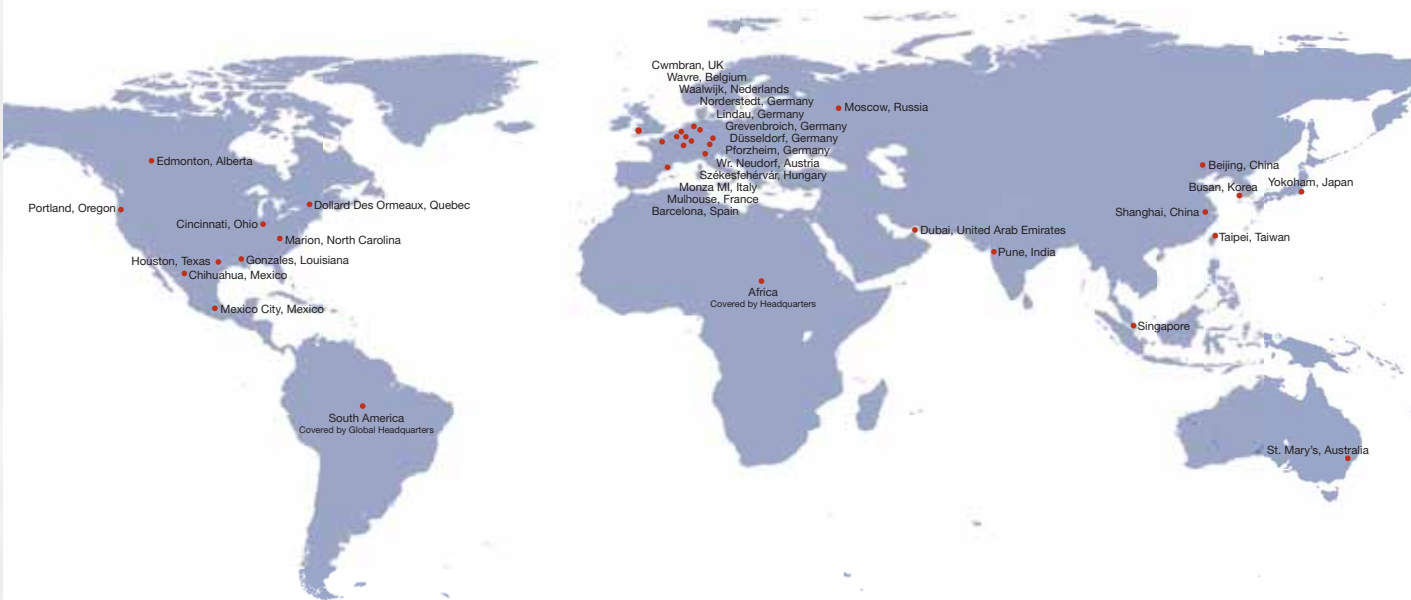 Cwmbran, UK
Wavre, Belgium
Waalwijk, Nederlands
Norderstedt, Germany
Lindau, Germany
Grevenbroich, Germany
Düsseldorf, Germany
Pforzheim, Germany
Wr. Neudorf, Austria
Székesfehérvár, Hungary
Monza MI, Italy
Mulhouse, France
Barcelona, Spain
Moscow, Russia
Edmonton, Alberta
Portland, Oregon
Dollard Des Ormeaux, Quebec
Cincinnati, Ohio
Marion, North Carolina
Houston, Texas
Gonzales, Louisiana
Chihuahua, Mexico
Mexico City, Mexico
South America
Covered by Global Headquarters
Africa
Covered by Headquarters
Dubai, United Arab Emirates
Pune, India
Beijing, China
Busan, Korea
Yokoham, Japan
Shanghai, China
Taipei, Taiwan
Singapore
St. Mary's, Australia